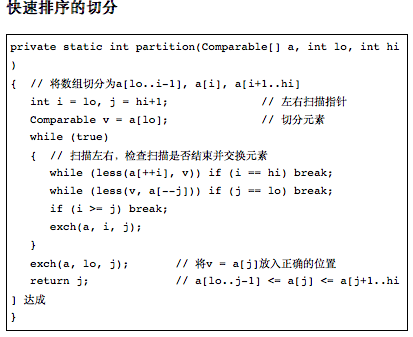 快速排序的切分
private static int partition(Comparable[] a, int lo, int hi
)
{  // 将数组切分为a[lo..i-1], a[i], a[i+1..hi]
   int i = lo, j = hi+1;              // 左右扫描指针
   Comparable v = a[lo];              // 切分元素
   while (true)
   {  // 扫描左右，检查扫描是否结束并交换元素
      while (less(a[++i], v)) if (i == hi) break;
      while (less(v, a[--j])) if (j == lo) break;
      if (i >= j) break;
      exch(a, i, j);
   }
   exch(a, lo, j);       // 将v = a[j]放入正确的位置
   return j;             // a[lo..j-1] <= a[j] <= a[j+1..hi
] 达成
}